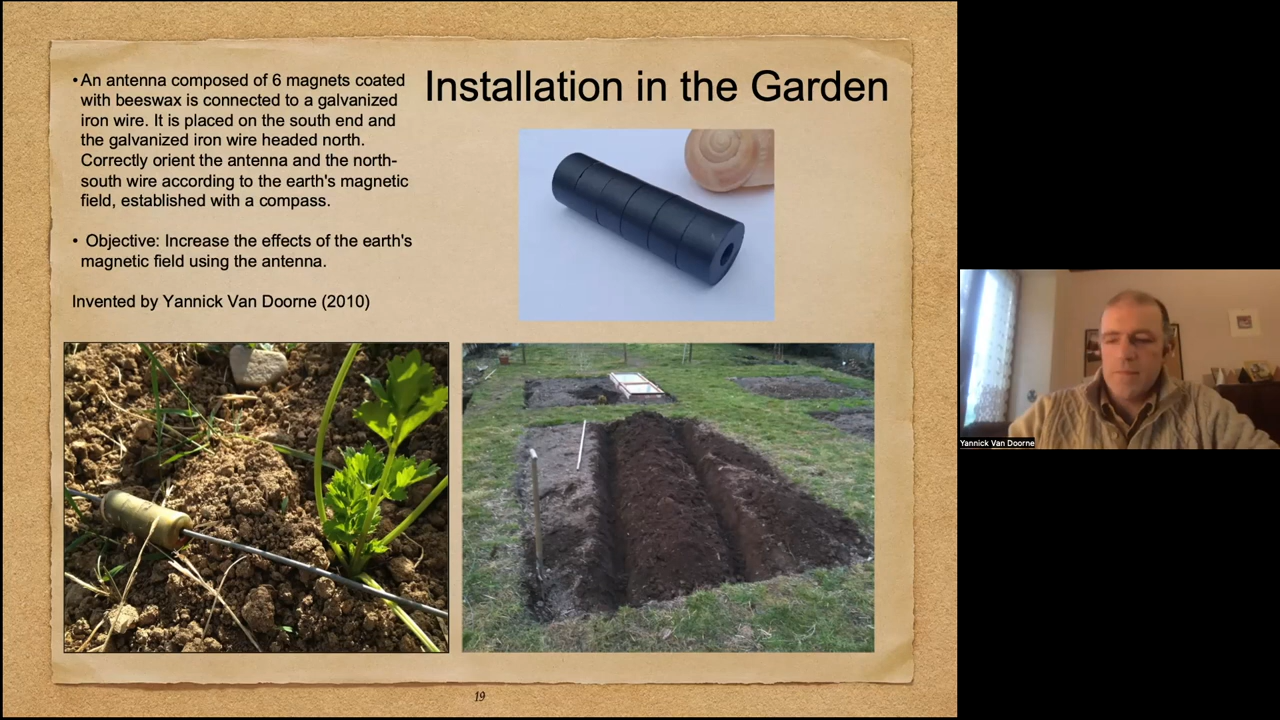 Installation in the Garden
• An antenna composed of 6 magnets coated
with beeswax is connected to a galvanized
iron wire. It is placed on the south end and
the galvanized iron wire headed north.
Correctly orient the antenna and the north-
south wire according to the earth's magnetic
field, established with a compass.
• Objective: Increase the effects of the earth's
magnetic field using the antenna.
Invented by Yannick Van Doorne (2010)
19
Yannick Van Doorne